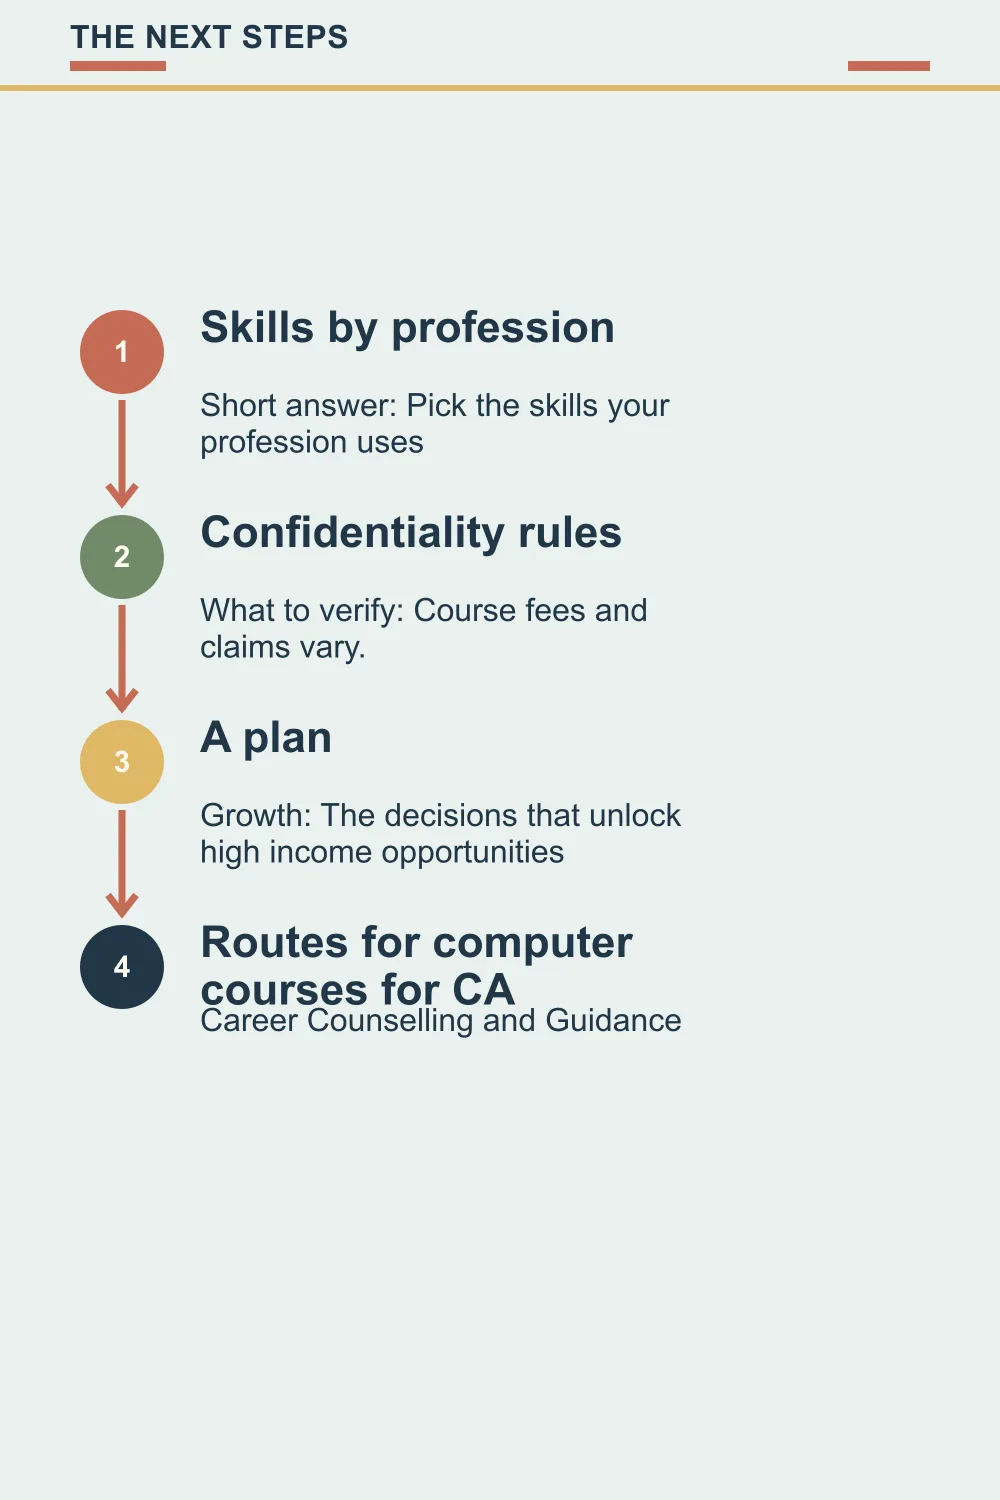 THE NEXT STEPS
1
Skills by profession
Short answer: Pick the skills your
profession uses
2
Confidentiality rules
What to verify: Course fees and
claims vary.
3
A plan
Growth: The decisions that unlock
high income opportunities
4
Routes for computer
courses for CA
Career Counselling and Guidance